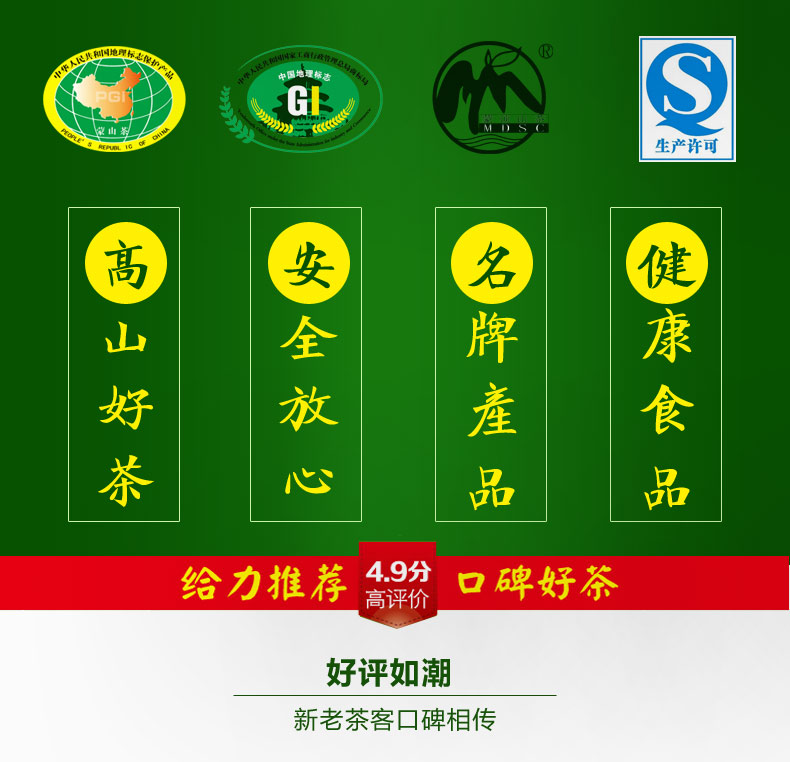 中华人民共和国地理标志保护产品
PGI
蒙山茶
PEOPLE'S REPUBLIC OF CHINA
中华人民共和国国家工商行政管理总局商标局
中国地理标志
GI
®
MDSC
生产许可
高山好茶
安全放心
名牌產品
健康食品
给力推荐
4.9分
高评价
口碑好茶
好评如潮
新老茶客口碑相传